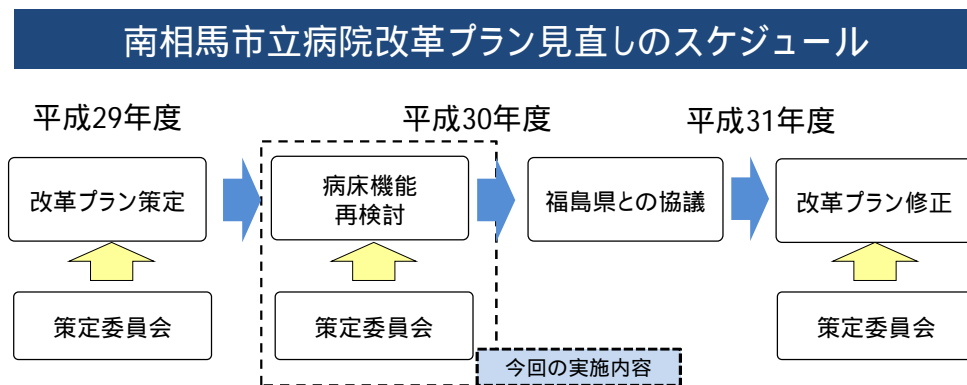 南相馬市立病院改革プラン見直しのスケジュール
平成29年度
平成30年度
平成31年度
改革プラン策定
病床機能
再検討
福島県との協議
改革プラン修正
策定委員会
策定委員会
策定委員会
今回の実施内容